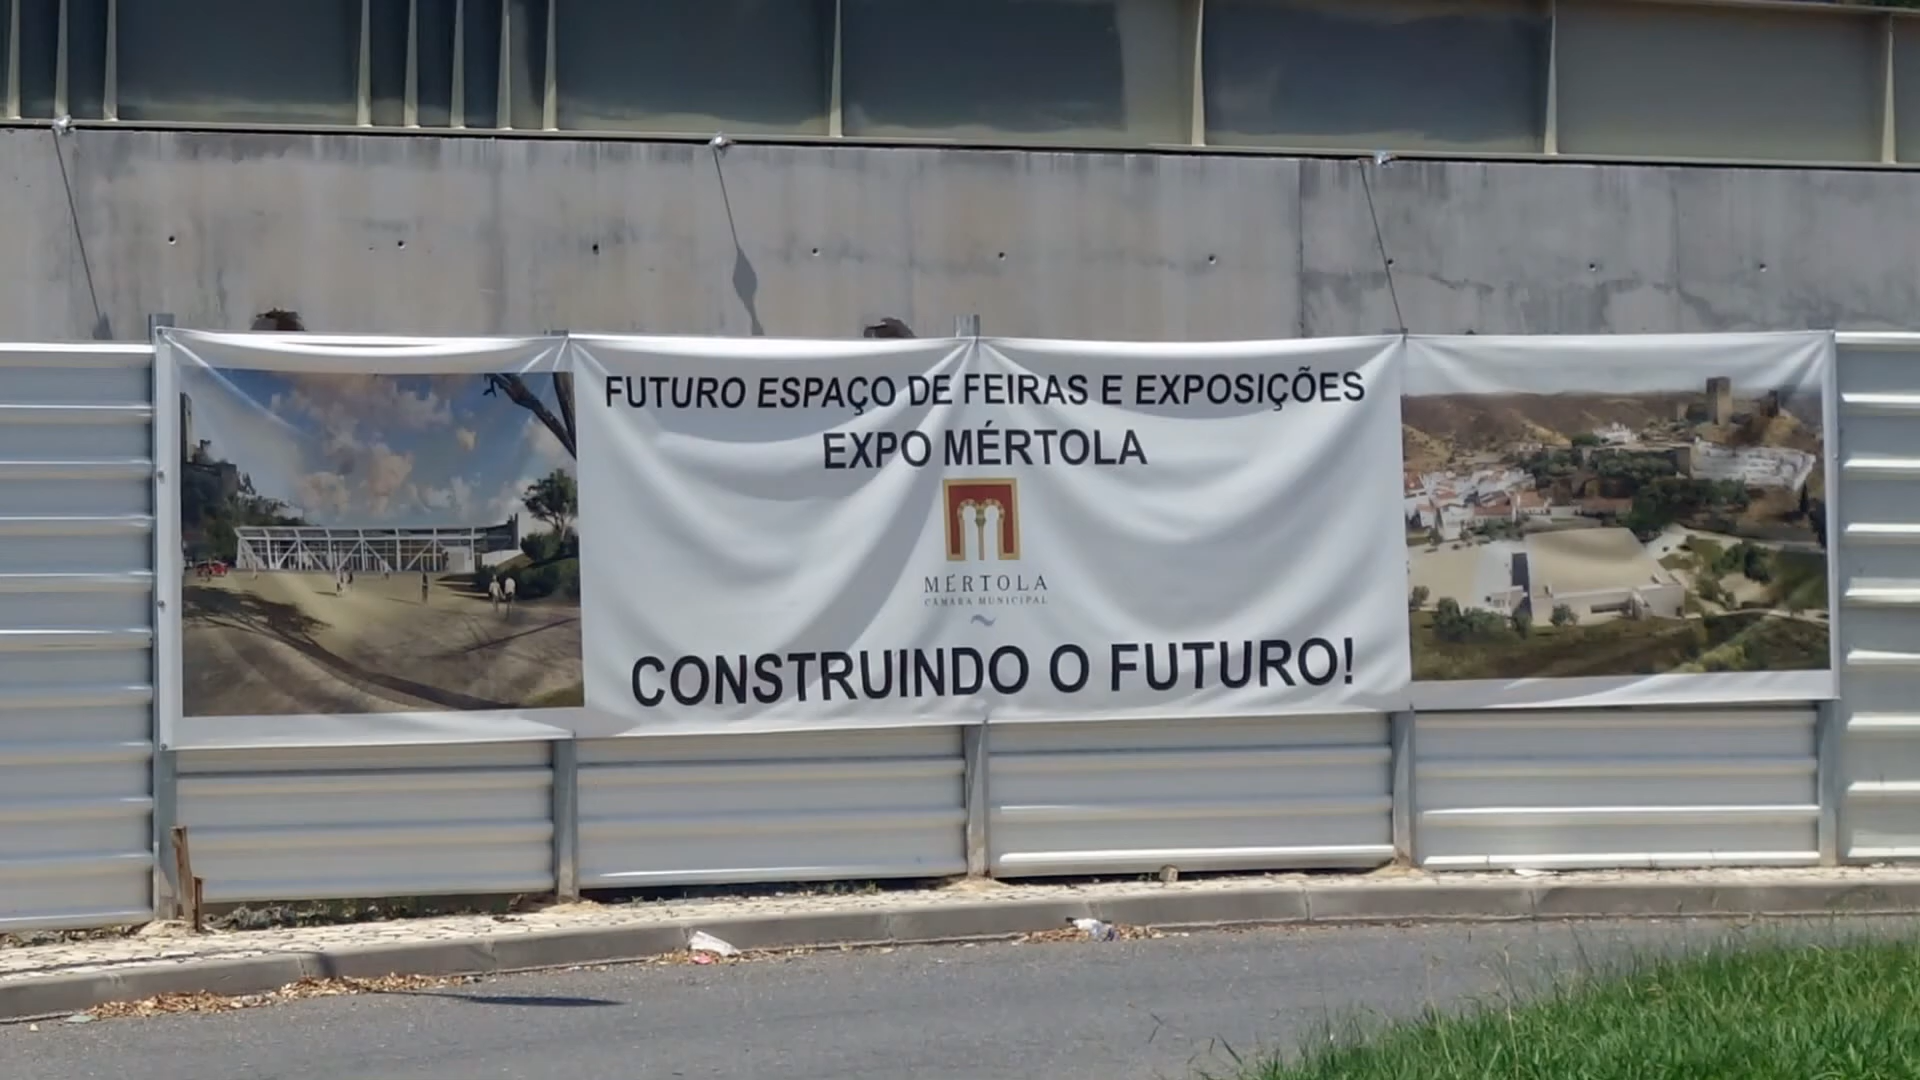 FUTURO ESPAÇO DE FEIRAS E EXPOSIÇÕES
EXPO MÉRTOLA
MÉRTOLA
CÂMARA MUNICIPAL
CONSTRUINDO O FUTURO!